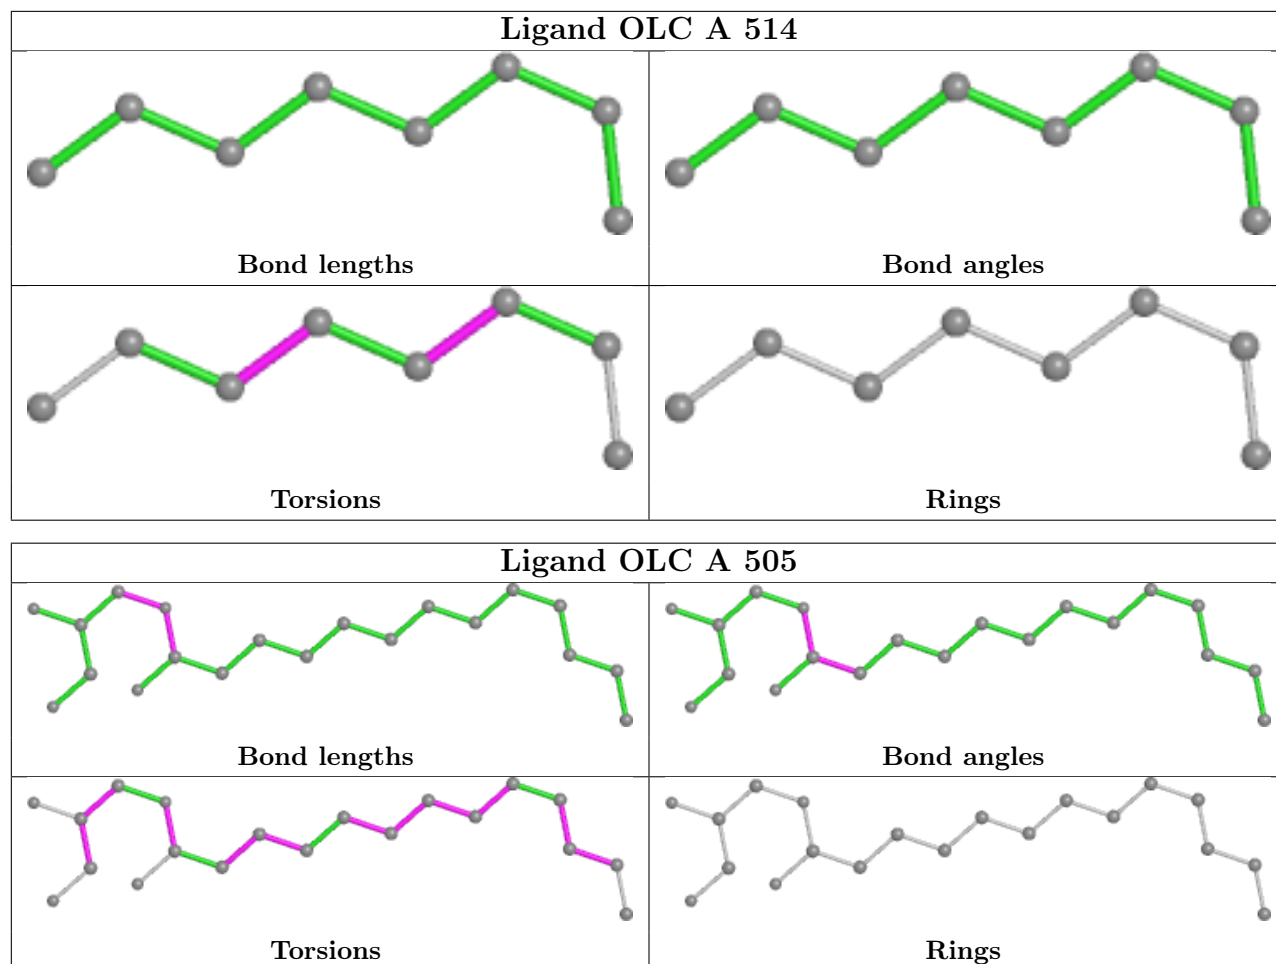 Ligand OLC A 514
Bond lengths
Bond angles
Torsions
Rings
Ligand OLC A 505
Bond lengths
Bond angles
Torsions
Rings